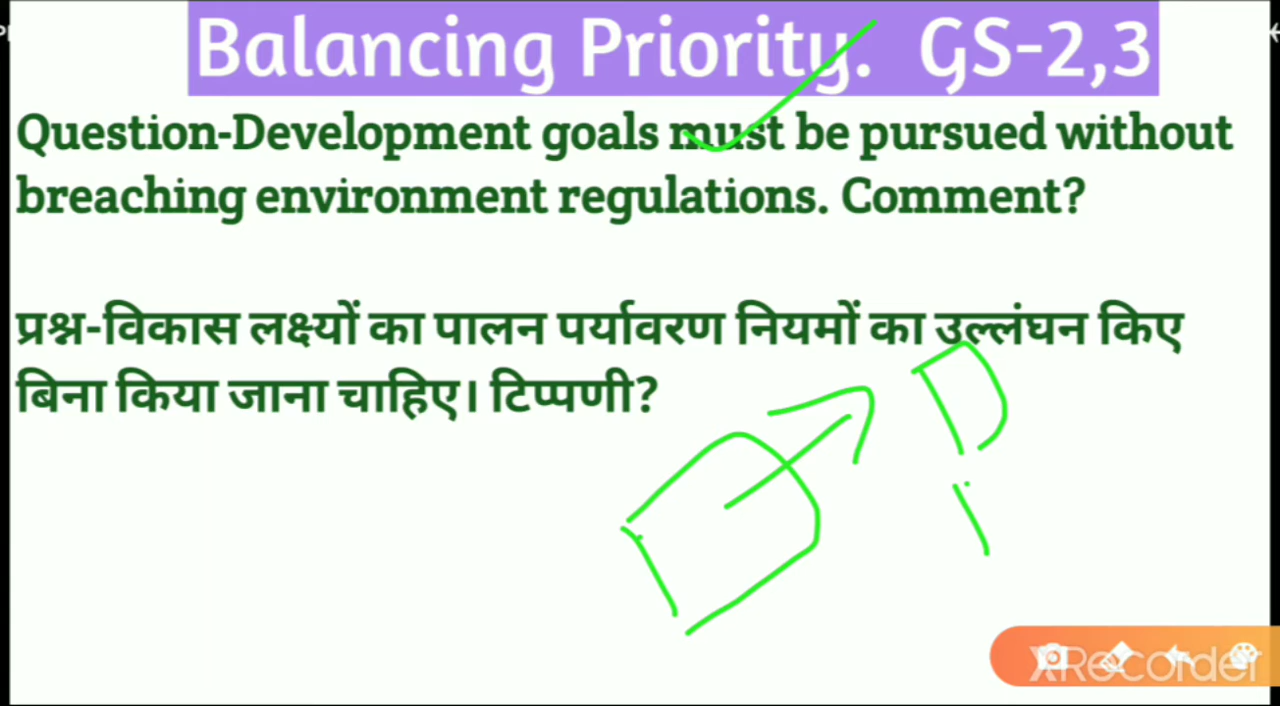 Balancing Priority. GS-2,3
Question-Development goals must be pursued without
breaching environment regulations. Comment?
प्रश्न-विकास लक्ष्यों का पालन पर्यावरण नियमों का उल्लंघन किए
बिना किया जाना चाहिए। टिप्पणी?
D
XRecorder